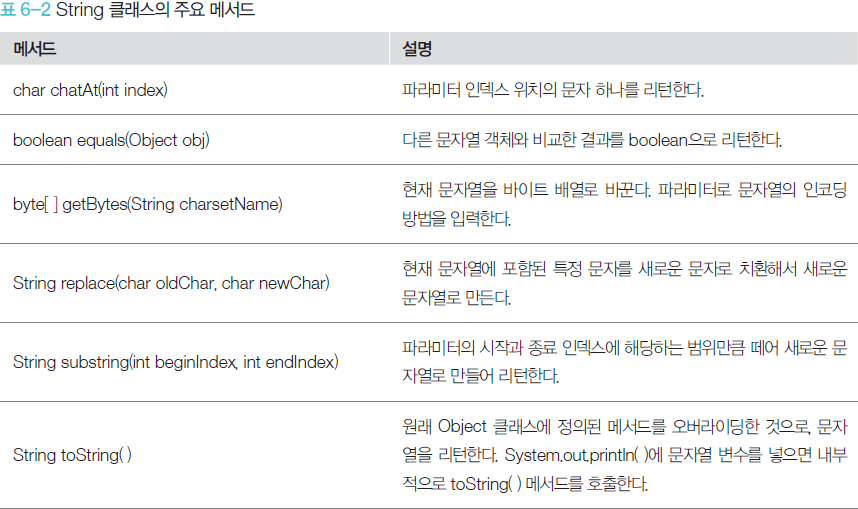 표 6-2 String 클래스의 주요 메서드
메서드 설명
char chatAt(int index) 파라미터 인덱스 위치의 문자 하나를 리턴한다.
boolean equals(Object obj) 다른 문자열 객체와 비교한 결과를 boolean으로 리턴한다.
byte[ ] getBytes(String charsetName) 현재 문자열을 바이트 배열로 바꾼다. 파라미터로 문자열의 인코딩
방법을 입력한다.
String replace(char oldChar, char newChar) 현재 문자열에 포함된 특정 문자를 새로운 문자로 치환해서 새로운
문자열로 만든다.
String substring(int beginIndex, int endIndex) 파라미터의 시작과 종료 인덱스에 해당하는 범위만큼 떼어 새로운 문
자열로 만들어 리턴한다.
String toString( ) 원래 Object 클래스에 정의된 메서드를 오버라이딩한 것으로, 문자
열을 리턴한다. System.out.println( )에 문자열 변수를 넣으면 내부
적으로 toString( ) 메서드를 호출한다.